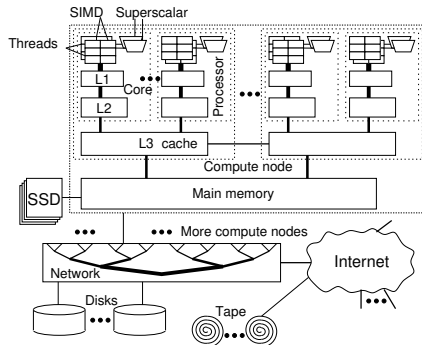 SIMD Superscalar
Threads
L1
Core
L2
Processor
L3 cache
Compute node
Main memory
SSD
More compute nodes
Network
Internet
Disks
Tape